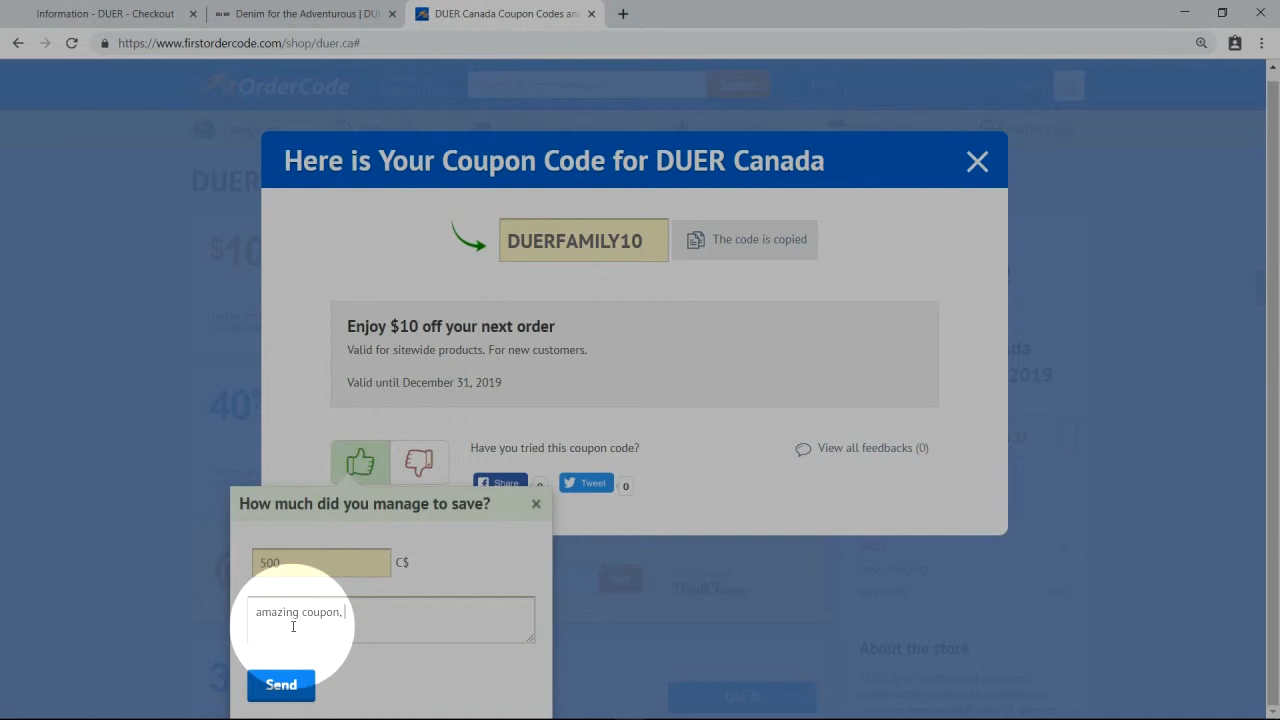 Information - DUER - Checkout
Denim for the Adventurous | DU
DUER Canada Coupon Codes an
https://www.firstordercode.com/shop/duer.ca#
OrderCode
DUER
Here is Your Coupon Code for DUER Canada
DUERFAMILY10
The code is copied
$10
Enjoy $10 off your next order
Valid for sitewide products. For new customers.
Valid until December 31, 2019
2019
40%
Have you tried this coupon code?
View all feedbacks (0)
Share
0
Tweet
0
How much did you manage to save?
500
C$
amazing coupon,
Send
About the store